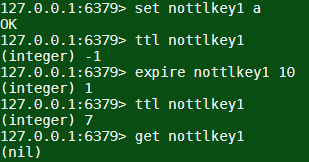 127.0.0.1:6379> set nottlkey1 a
OK
127.0.0.1:6379> ttl nottlkey1
(integer) -1
127.0.0.1:6379> expire nottlkey1 10
(integer) 1
127.0.0.1:6379> ttl nottlkey1
(integer) 7
127.0.0.1:6379> get nottlkey1
(nil)